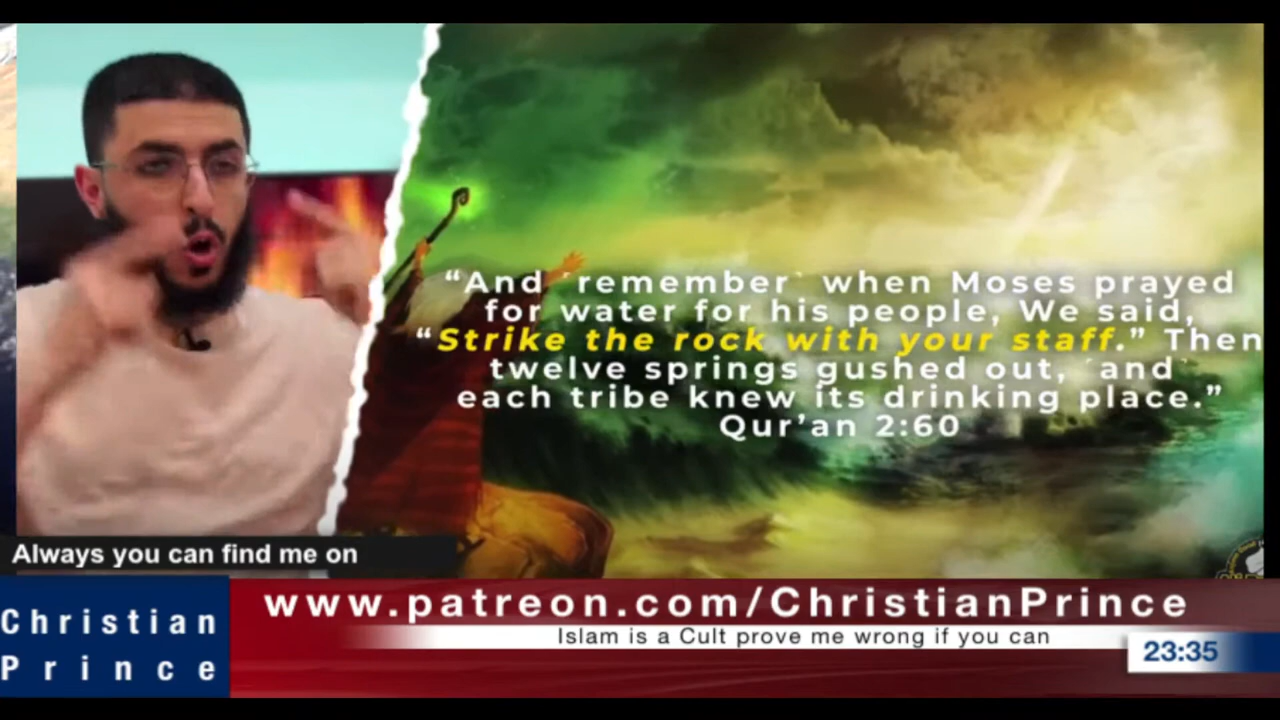 “And ˹remember˺ when Moses prayed
for water for his people, We said,
“Strike the rock with your staff.” Then
twelve springs gushed out, ˹and˺
each tribe knew its drinking place.”
Qur’an 2:60
Always you can find me on
Christian
Prince
www.patreon.com/ChristianPrince
Islam is a Cult prove me wrong if you can
23:35